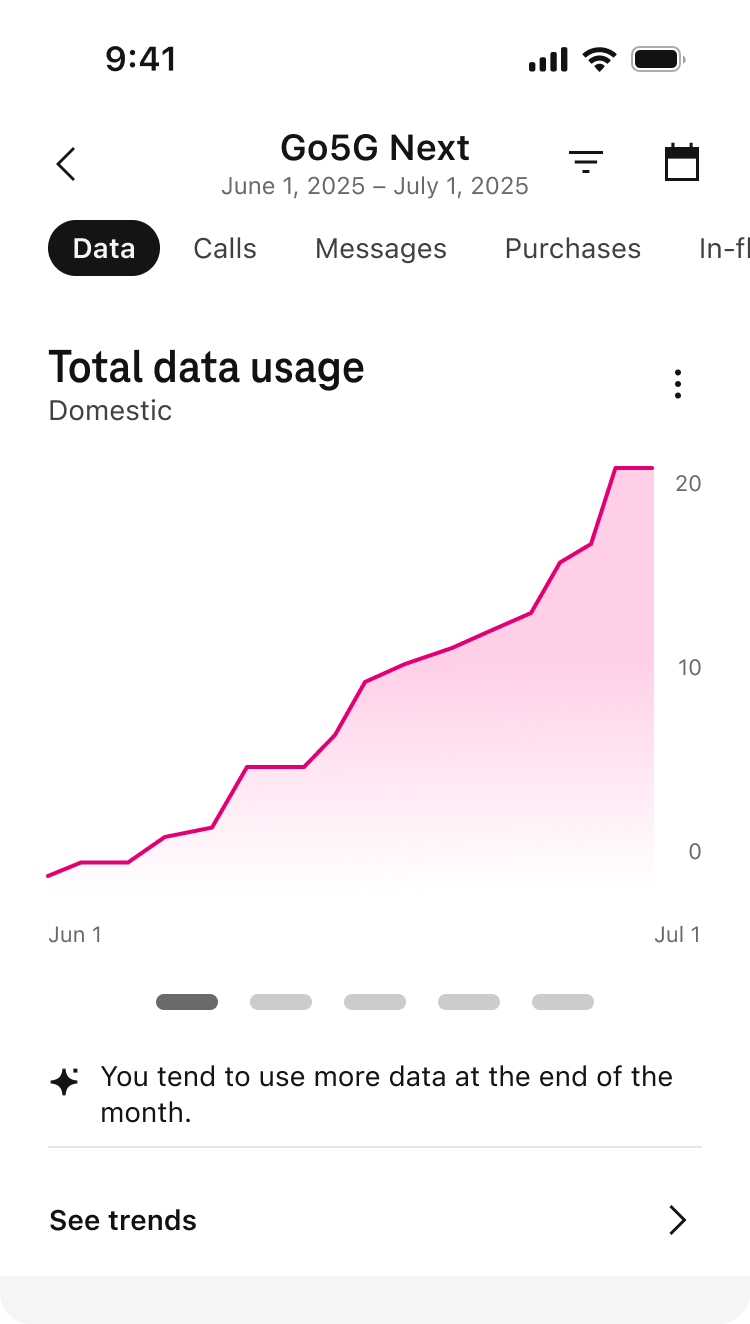 9:41
Go5G Next
June 1, 2025 – July 1, 2025
Data Calls Messages Purchases In-fl
Total data usage
Domestic
20
10
0
Jun 1 Jul 1
You tend to use more data at the end of the
month.
See trends